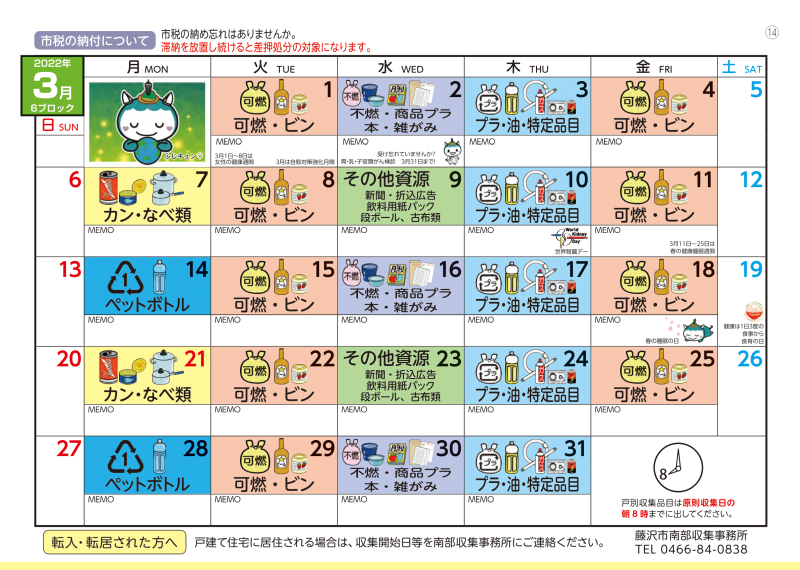 市税の納付について
市税の納め忘れはありませんか。
滞納を放置し続けると差押処分の対象になります。
14
2022年
3月
6ブロック
日 SUN
月 MON
火 TUE
水 WED
木 THU
金 FRI
土 SAT
ふじキュン♡
1
可燃
可燃・ビン
MEMO
3月1日～8日は
女性の健康週間
3月は自殺対策強化月間
2
不燃
不燃・商品プラ
本・雑がみ
MEMO
受け忘れていませんか?
胃・乳・子宮頸がん検診 3月31日まで!
3
プラ
プラ・油・特定品目
MEMO
4
可燃
可燃・ビン
MEMO
5
6
7
カン・なべ類
MEMO
8
可燃
可燃・ビン
MEMO
9
その他資源
新聞・折込広告
飲料用紙パック
段ボール、古布類
MEMO
10
プラ
プラ・油・特定品目
MEMO
World
Kidney
Day
世界腎臓デー
11
可燃
可燃・ビン
MEMO
3月11日～25日は
春の健康睡眠週間
12
13
14
1
ペットボトル
MEMO
15
可燃
可燃・ビン
MEMO
16
不燃
不燃・商品プラ
本・雑がみ
MEMO
17
プラ
プラ・油・特定品目
MEMO
18
可燃
可燃・ビン
MEMO
春の睡眠の日
19
健康は1日3度の
食事から
食育の日
20
21
カン・なべ類
MEMO
22
可燃
可燃・ビン
MEMO
23
その他資源
新聞・折込広告
飲料用紙パック
段ボール、古布類
MEMO
24
プラ
プラ・油・特定品目
MEMO
25
可燃
可燃・ビン
MEMO
26
27
28
1
ペットボトル
MEMO
29
可燃
可燃・ビン
MEMO
30
不燃
不燃・商品プラ
本・雑がみ
MEMO
31
プラ
プラ・油・特定品目
MEMO
8
戸別収集品目は原則収集日の
朝8時までに出してください。
転入・転居された方へ
戸建て住宅に居住される場合は、収集開始日等を南部収集事務所にご連絡ください。
藤沢市南部収集事務所
TEL 0466-84-0838